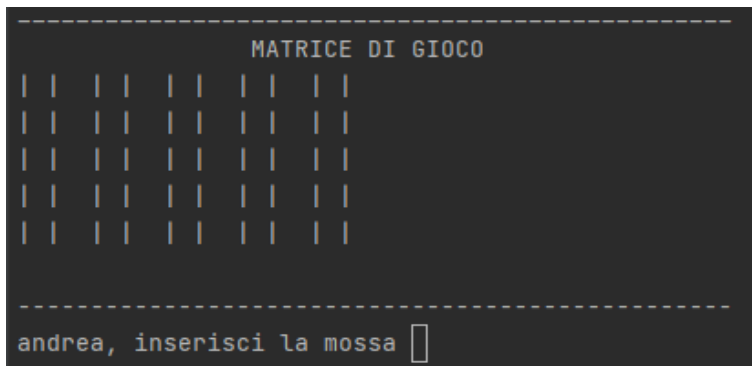 -------------------------------------------------
MATRICE DI GIOCO
| |  | |  | |  | |  | |
| |  | |  | |  | |  | |
| |  | |  | |  | |  | |
| |  | |  | |  | |  | |
| |  | |  | |  | |  | |
-------------------------------------------------
andrea, inserisci la mossa